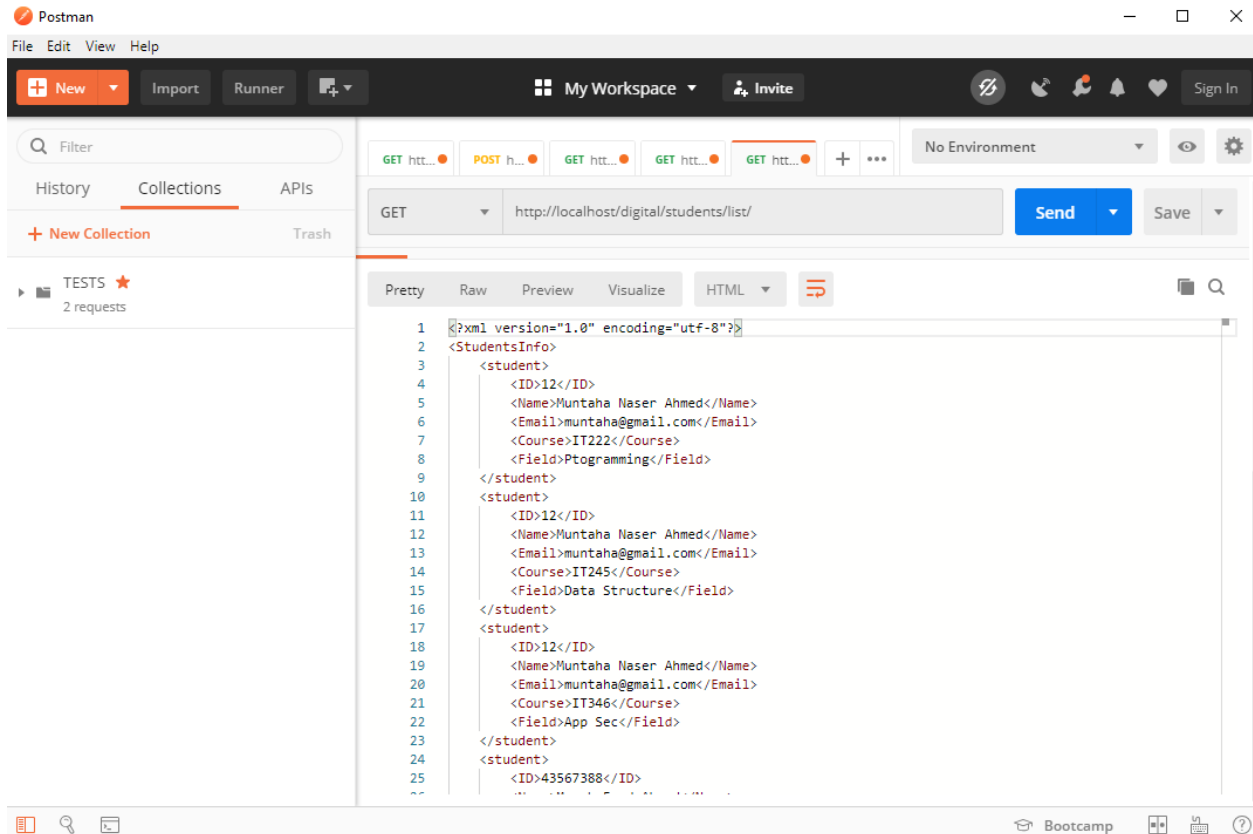 Postman
File Edit View Help
New Import Runner My Workspace Invite Sign In
Filter
History Collections APIs
+ New Collection Trash
TESTS
2 requests
GET htt... POST h... GET htt... GET htt... GET htt... + •••
No Environment
GET http://localhost/digital/students/list/ Send Save
Pretty Raw Preview Visualize HTML
1 <?xml version="1.0" encoding="utf-8"?>
2 <StudentsInfo>
3 <student>
4 <ID>12</ID>
5 <Name>Muntaha Naser Ahmed</Name>
6 <Email>muntaha@gmail.com</Email>
7 <Course>IT222</Course>
8 <Field>Ptogramming</Field>
9 </student>
10 <student>
11 <ID>12</ID>
12 <Name>Muntaha Naser Ahmed</Name>
13 <Email>muntaha@gmail.com</Email>
14 <Course>IT245</Course>
15 <Field>Data Structure</Field>
16 </student>
17 <student>
18 <ID>12</ID>
19 <Name>Muntaha Naser Ahmed</Name>
20 <Email>muntaha@gmail.com</Email>
21 <Course>IT346</Course>
22 <Field>App Sec</Field>
23 </student>
24 <student>
25 <ID>43567388</ID>
Bootcamp